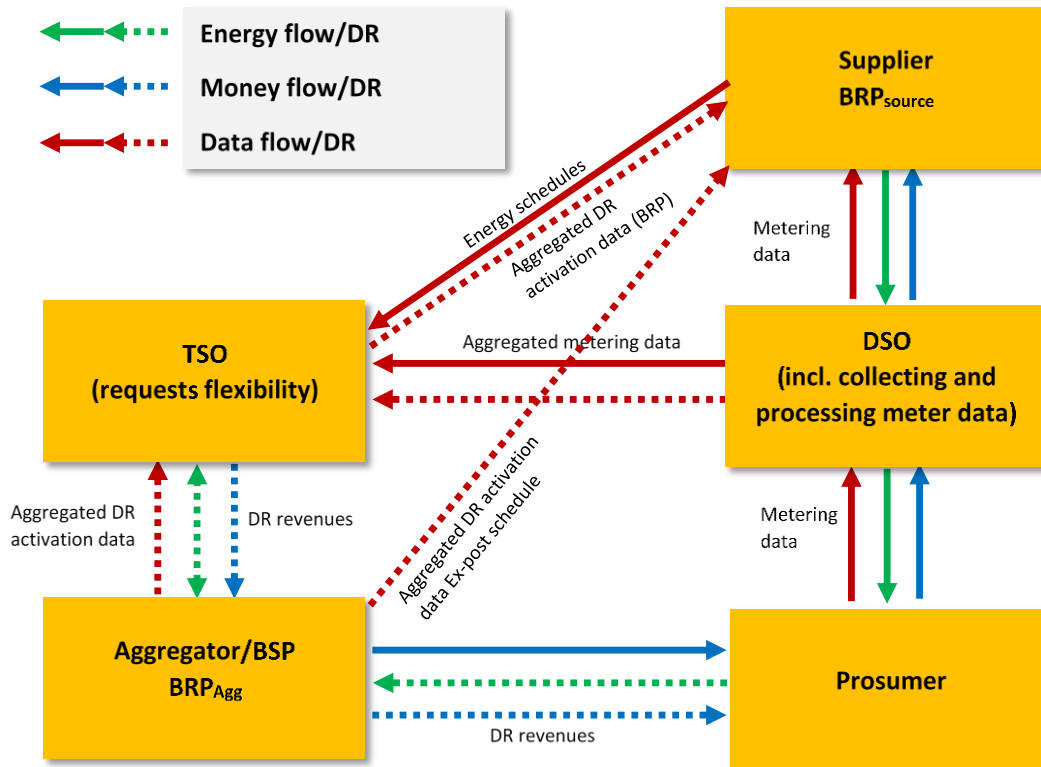 Energy flow/DR
Money flow/DR
Data flow/DR
Supplier
BRPsource
Energy schedules
Aggregated DR
activation data (BRP)
Metering
data
TSO
(requests flexibility)
Aggregated metering data
DSO
(incl. collecting and
processing meter data)
Aggregated DR
activation data
DR revenues
Aggregated DR activation
data Ex-post schedule
Metering
data
Aggregator/BSP
BRPAgg
DR revenues
Prosumer